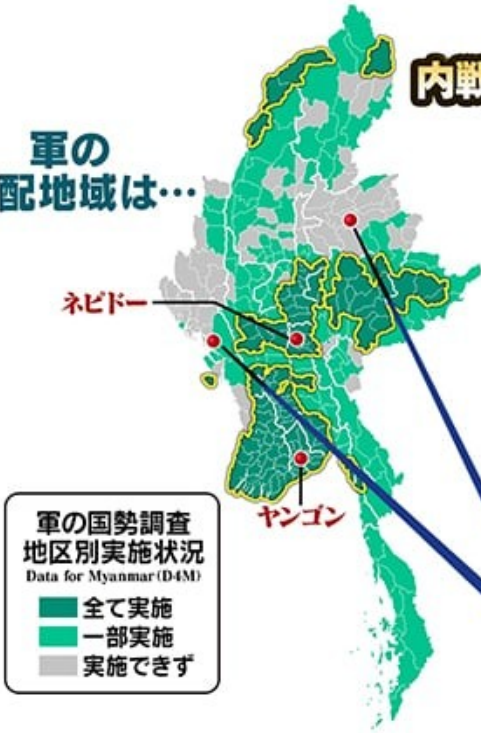 内戦
軍の
配地域は…
ネピドー
ヤンゴン
軍の国勢調査
地区別実施状況
Data for Myanmar(D4M)
全て実施
一部実施
実施できず